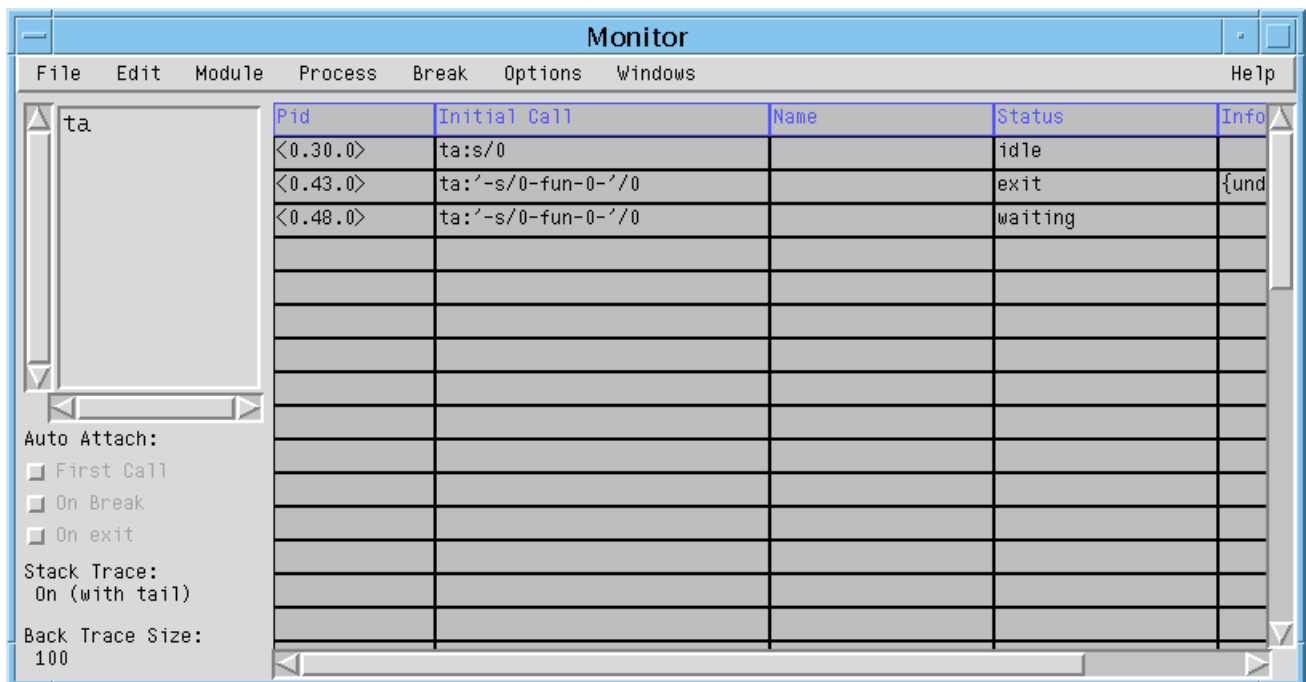 Monitor
File Edit Module Process Break Options Windows Help
ta
Pid Initial Call Name Status Info
<0.30.0> ta:s/0 idle
<0.43.0> ta:'-s/0-fun-0-'/0 exit {und
<0.48.0> ta:'-s/0-fun-0-'/0 waiting
Auto Attach:
First Call
On Break
On exit
Stack Trace:
On (with tail)
Back Trace Size:
100